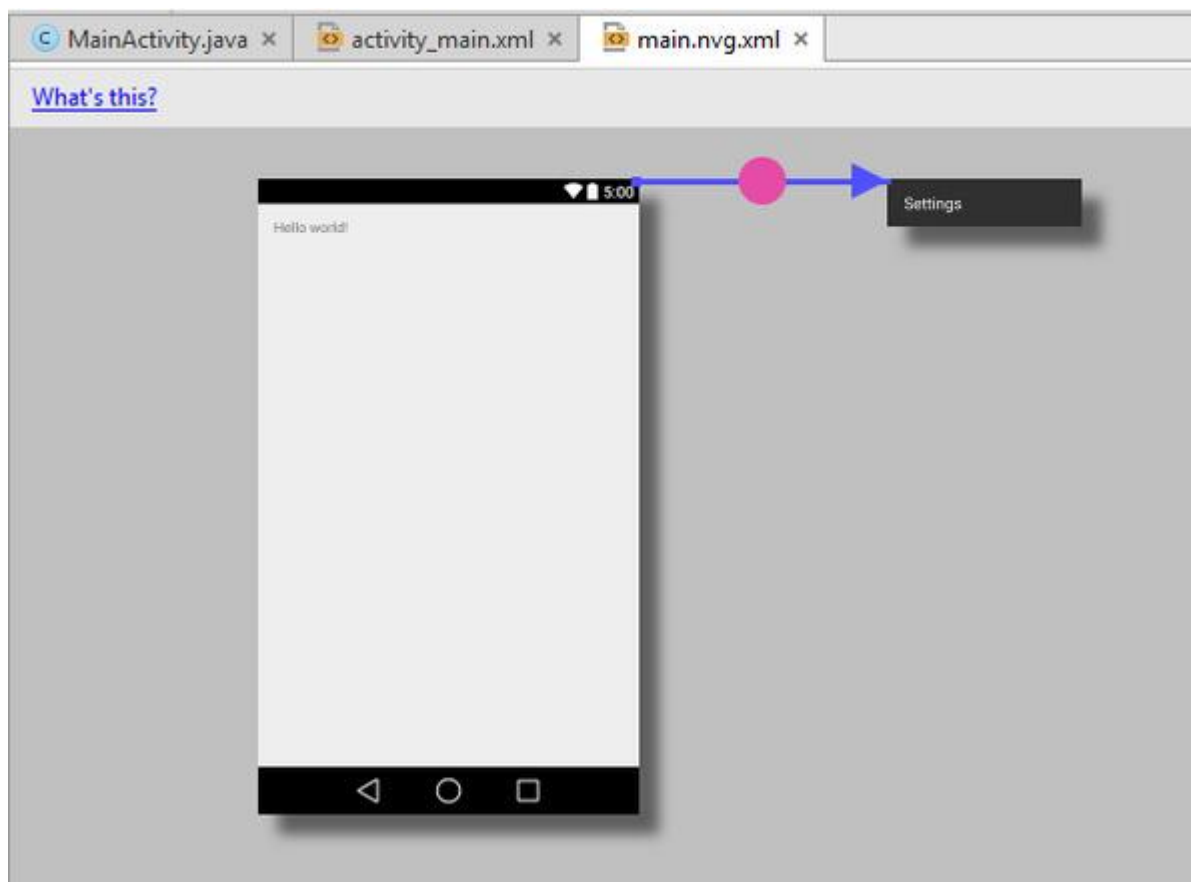 MainActivity.java
activity_main.xml
main.nvg.xml
What's this?
5:00
Hello world!
Settings